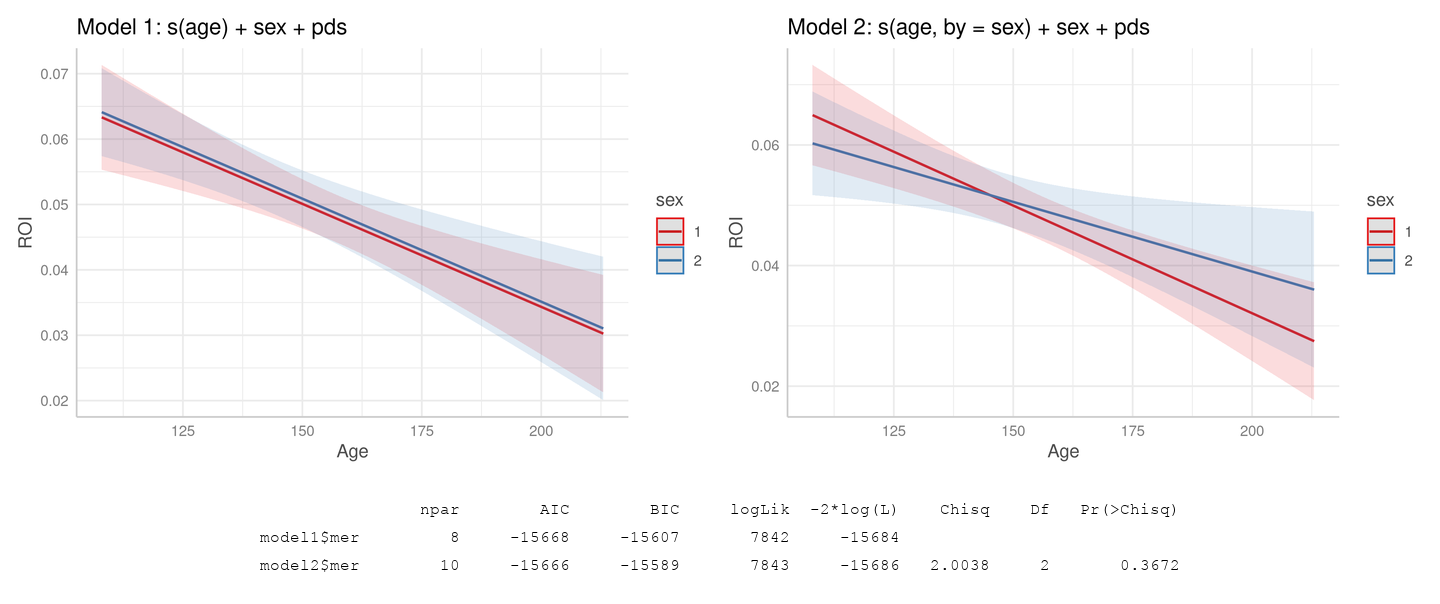 Model 1: s(age) + sex + pds
0.07
0.06
0.05
0.04
0.03
0.02
ROI
125 150 175 200
Age
sex
1
2
Model 2: s(age, by = sex) + sex + pds
0.06
0.04
0.02
ROI
125 150 175 200
Age
sex
1
2
npar AIC BIC logLik -2*log(L) Chisq Df Pr(>Chisq)
model1$mer 8 -15668 -15607 7842 -15684
model2$mer 10 -15666 -15589 7843 -15686 2.0038 2 0.3672